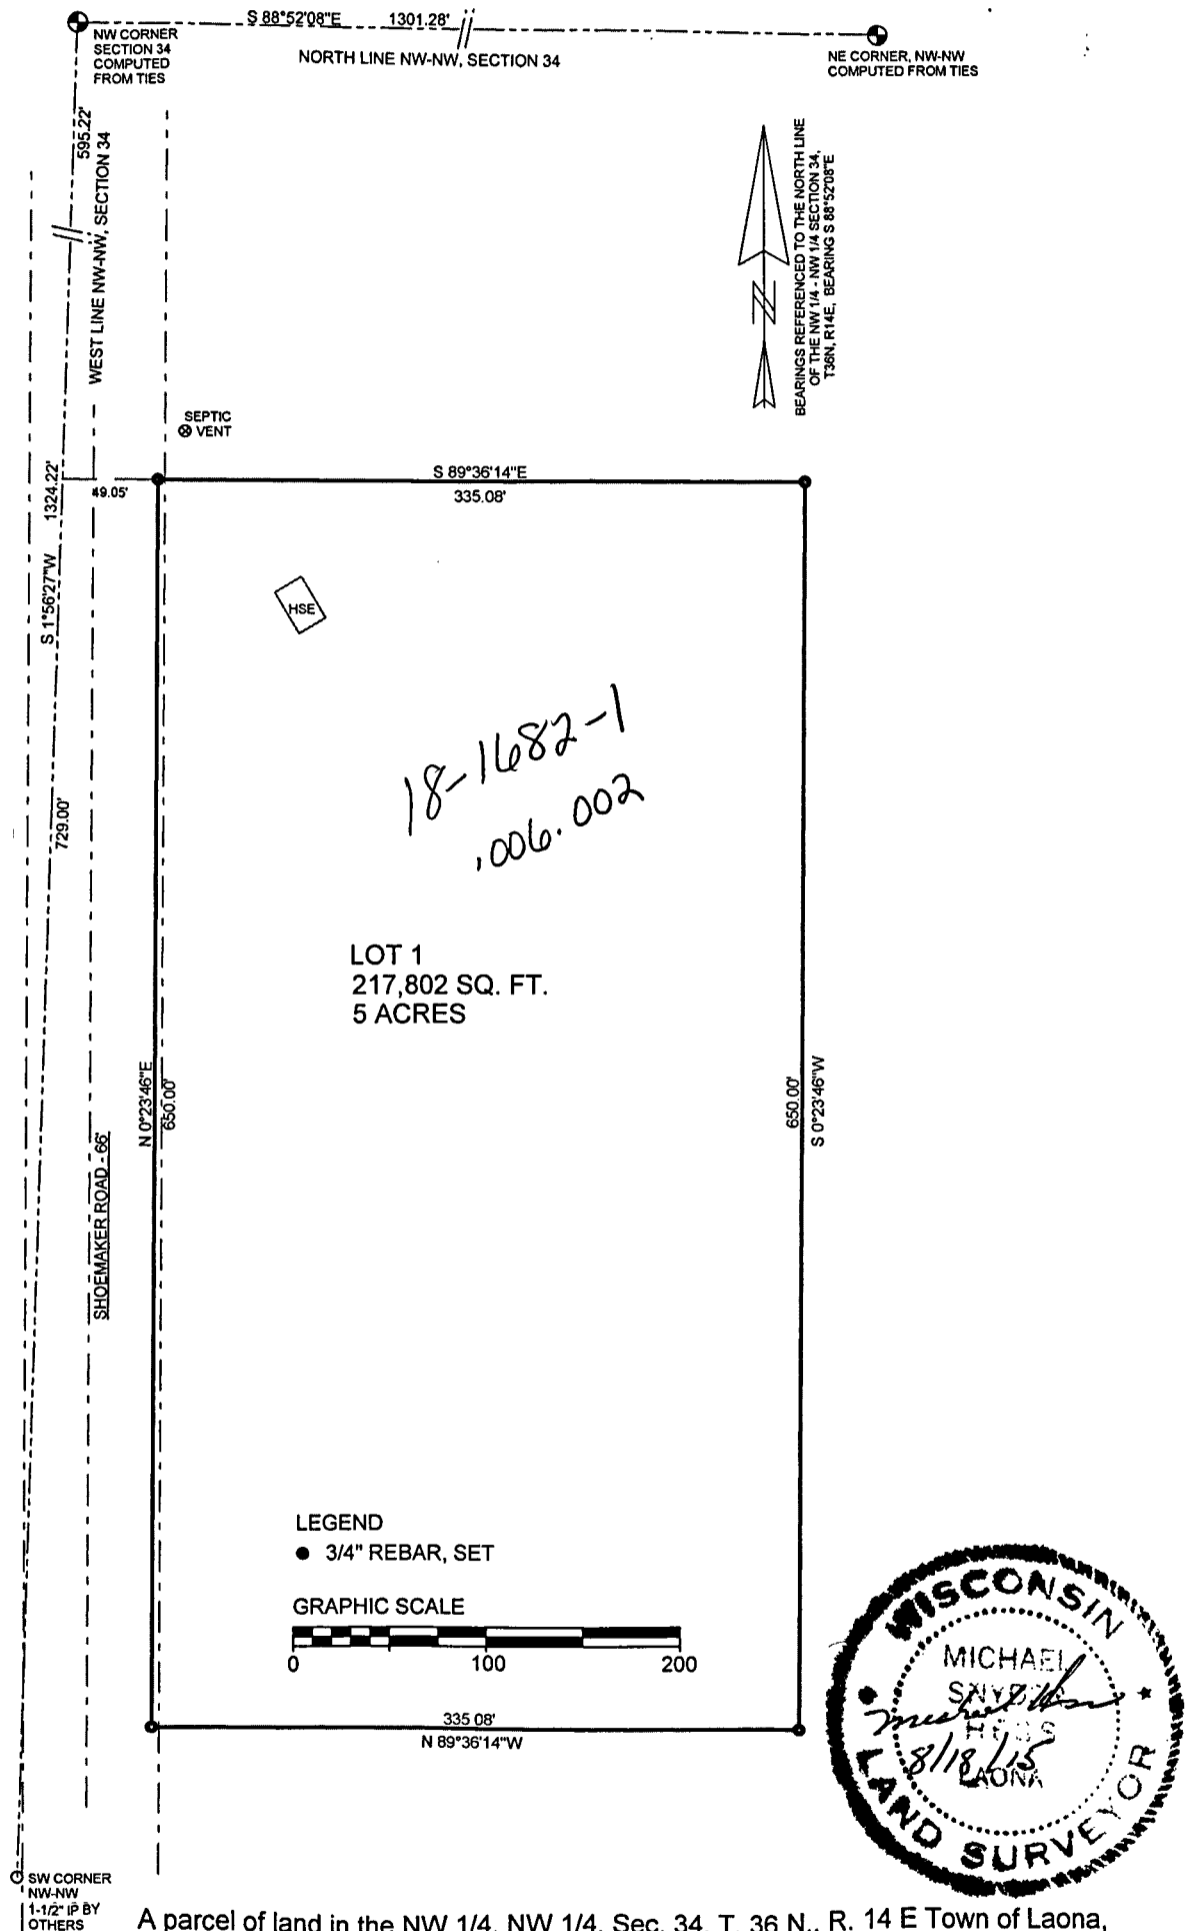 S 88°52'08"E 1301.28'
NORTH LINE NW-NW, SECTION 34
NW CORNER
SECTION 34
COMPUTED
FROM TIES
NE CORNER, NW-NW
COMPUTED FROM TIES
595.22'
WEST LINE NW-NW, SECTION 34
BEARINGS REFERENCED TO THE NORTH LINE
OF THE NW 1/4 - NW 1/4 SECTION 34,
T36N, R14E, BEARING S 88°52'08"E
N
SEPTIC
VENT
S 89°36'14"E
335.08'
49.05'
S 1°56'27"W 1324.22'
HSE
18-1682-1
.006.002
729.00'
LOT 1
217,802 SQ. FT.
5 ACRES
N 0°23'46"E
650.00'
650.00'
S 0°23'46"W
SHOEMAKER ROAD - 66'
LEGEND
3/4" REBAR, SET
GRAPHIC SCALE
0 100 200
335 08'
N 89°36'14"W
WISCONSIN
MICHAEL
8/18/15
LAONA
LAND SURVEYOR
SW CORNER
NW-NW
1-1/2" IP BY
OTHERS
A parcel of land in the NW 1/4, NW 1/4, Sec. 34, T. 36 N., R. 14 E Town of Laona,